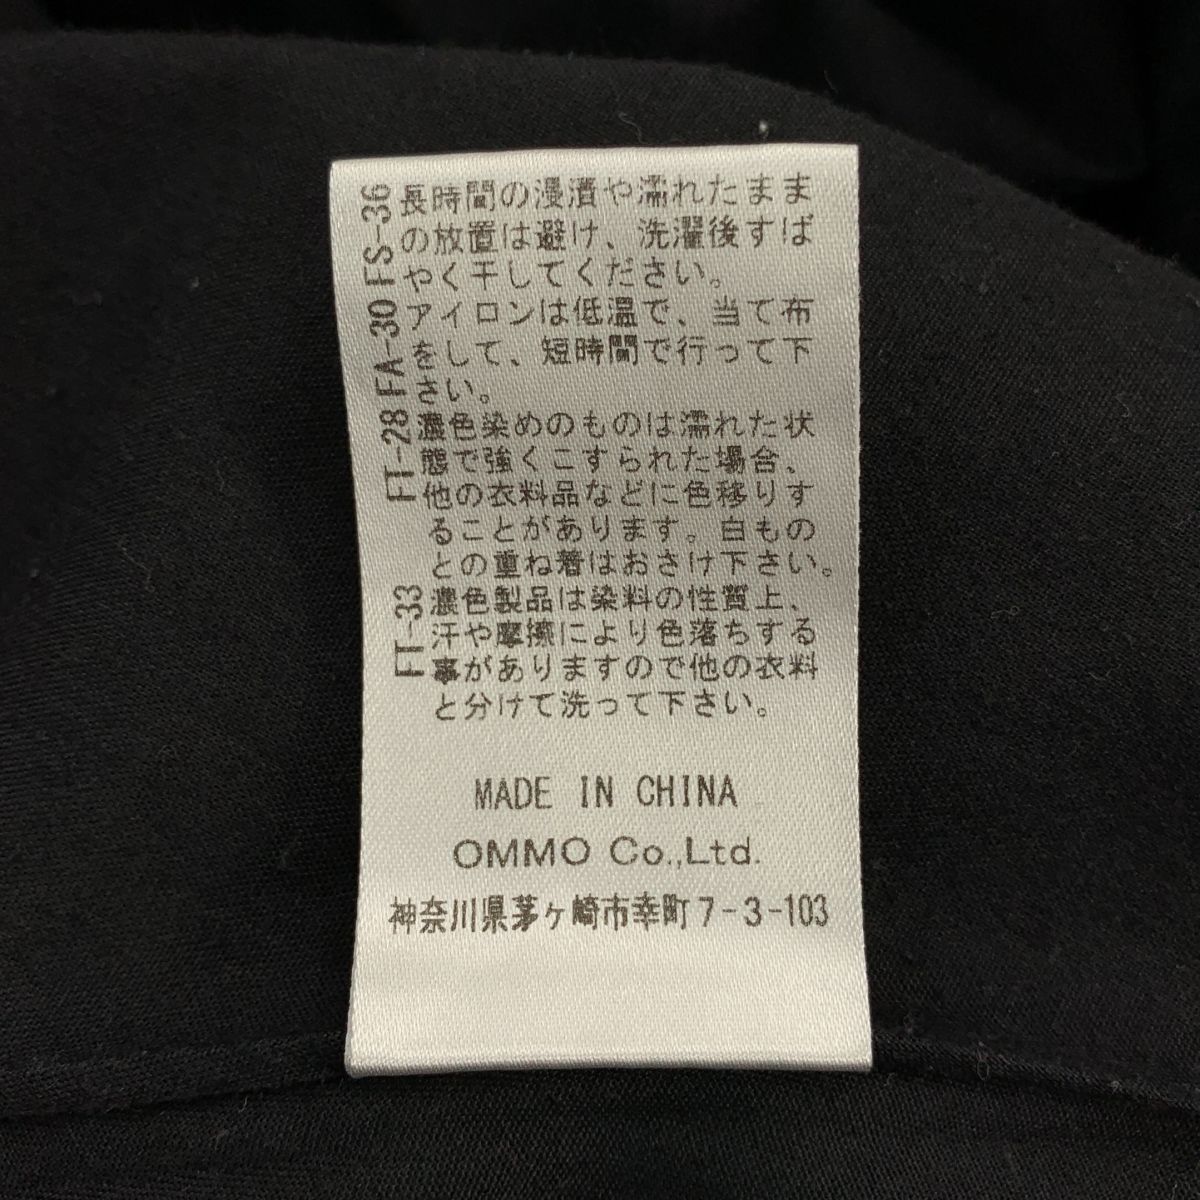 長時間の浸漬や濡れたまま
の放置は避け、洗濯後すば
やく干してください。
アイロンは低温で、当て布
をして、短時間で行って下
さい。
濃色染めのものは濡れた状
態で強くこすられた場合、
他の衣料品などに色移りす
ることがあります。白もの
との重ね着はおさけ下さい。
濃色製品は染料の性質上、
汗や摩擦により色落ちする
事がありますので他の衣料
と分けて洗って下さい。
FS-36
FA-30
FT-28
FT-33
MADE IN CHINA
OMMO Co.,Ltd.
神奈川県茅ヶ崎市幸町7-3-103